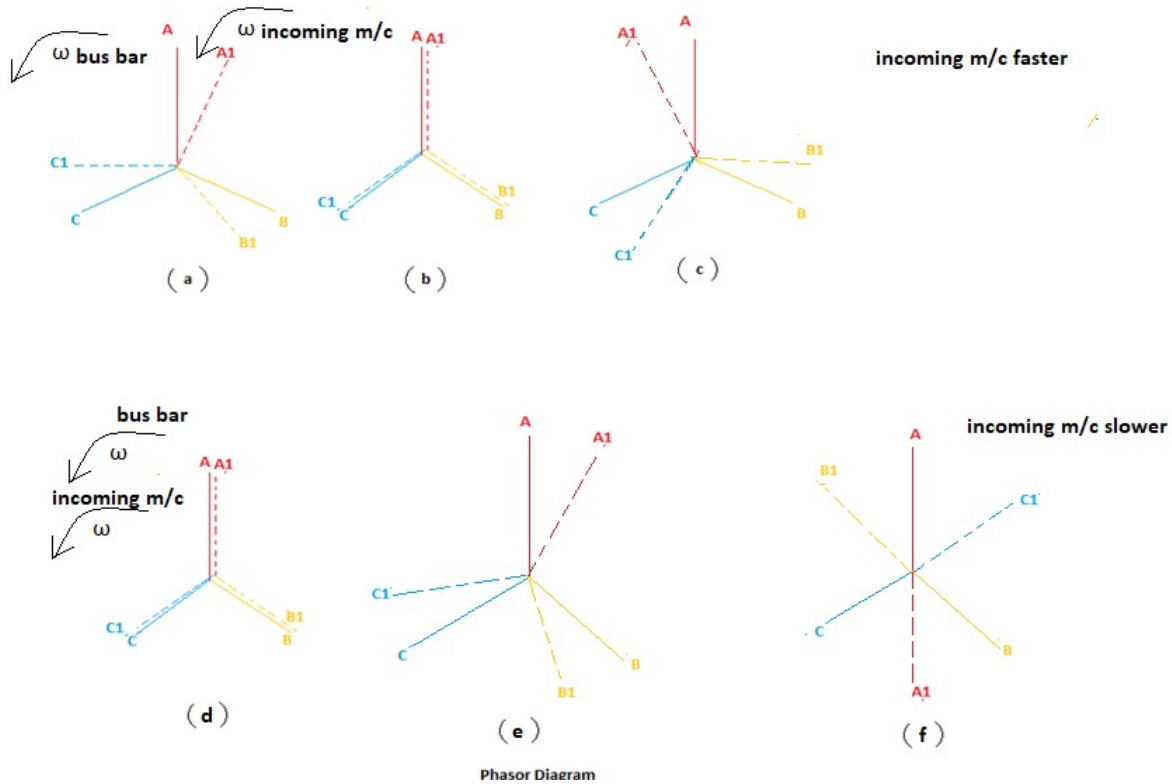 A
ω bus bar
ω incoming m/c
A1
C1
C
B
B1
(a)
A A1
C1
C
B1
B
(b)
A1
A
B1
B
C
C1
(c)
incoming m/c faster
bus bar
ω
incoming m/c
ω
A A1
C1
C
B1
B
(d)
A
A1
C1
C
B
B1
(e)
A
B1
C1
C
B
A1
(f)
incoming m/c slower
Phasor Diagram